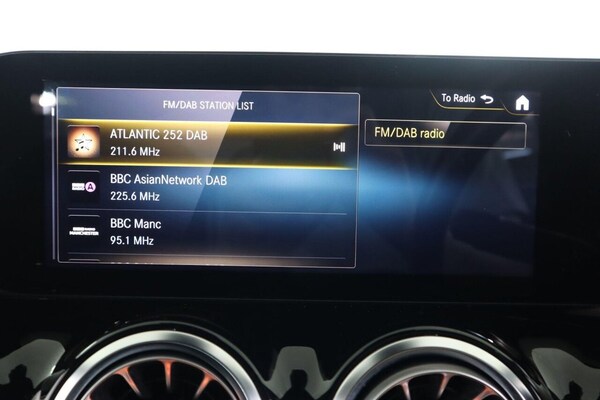 To Radio
FM/DAB STATION LIST
ATLANTIC 252 DAB
211.6 MHz
FM/DAB radio
BBC AsianNetwork DAB
225.6 MHz
BBC Manc
95.1 MHz
MANCHESTER